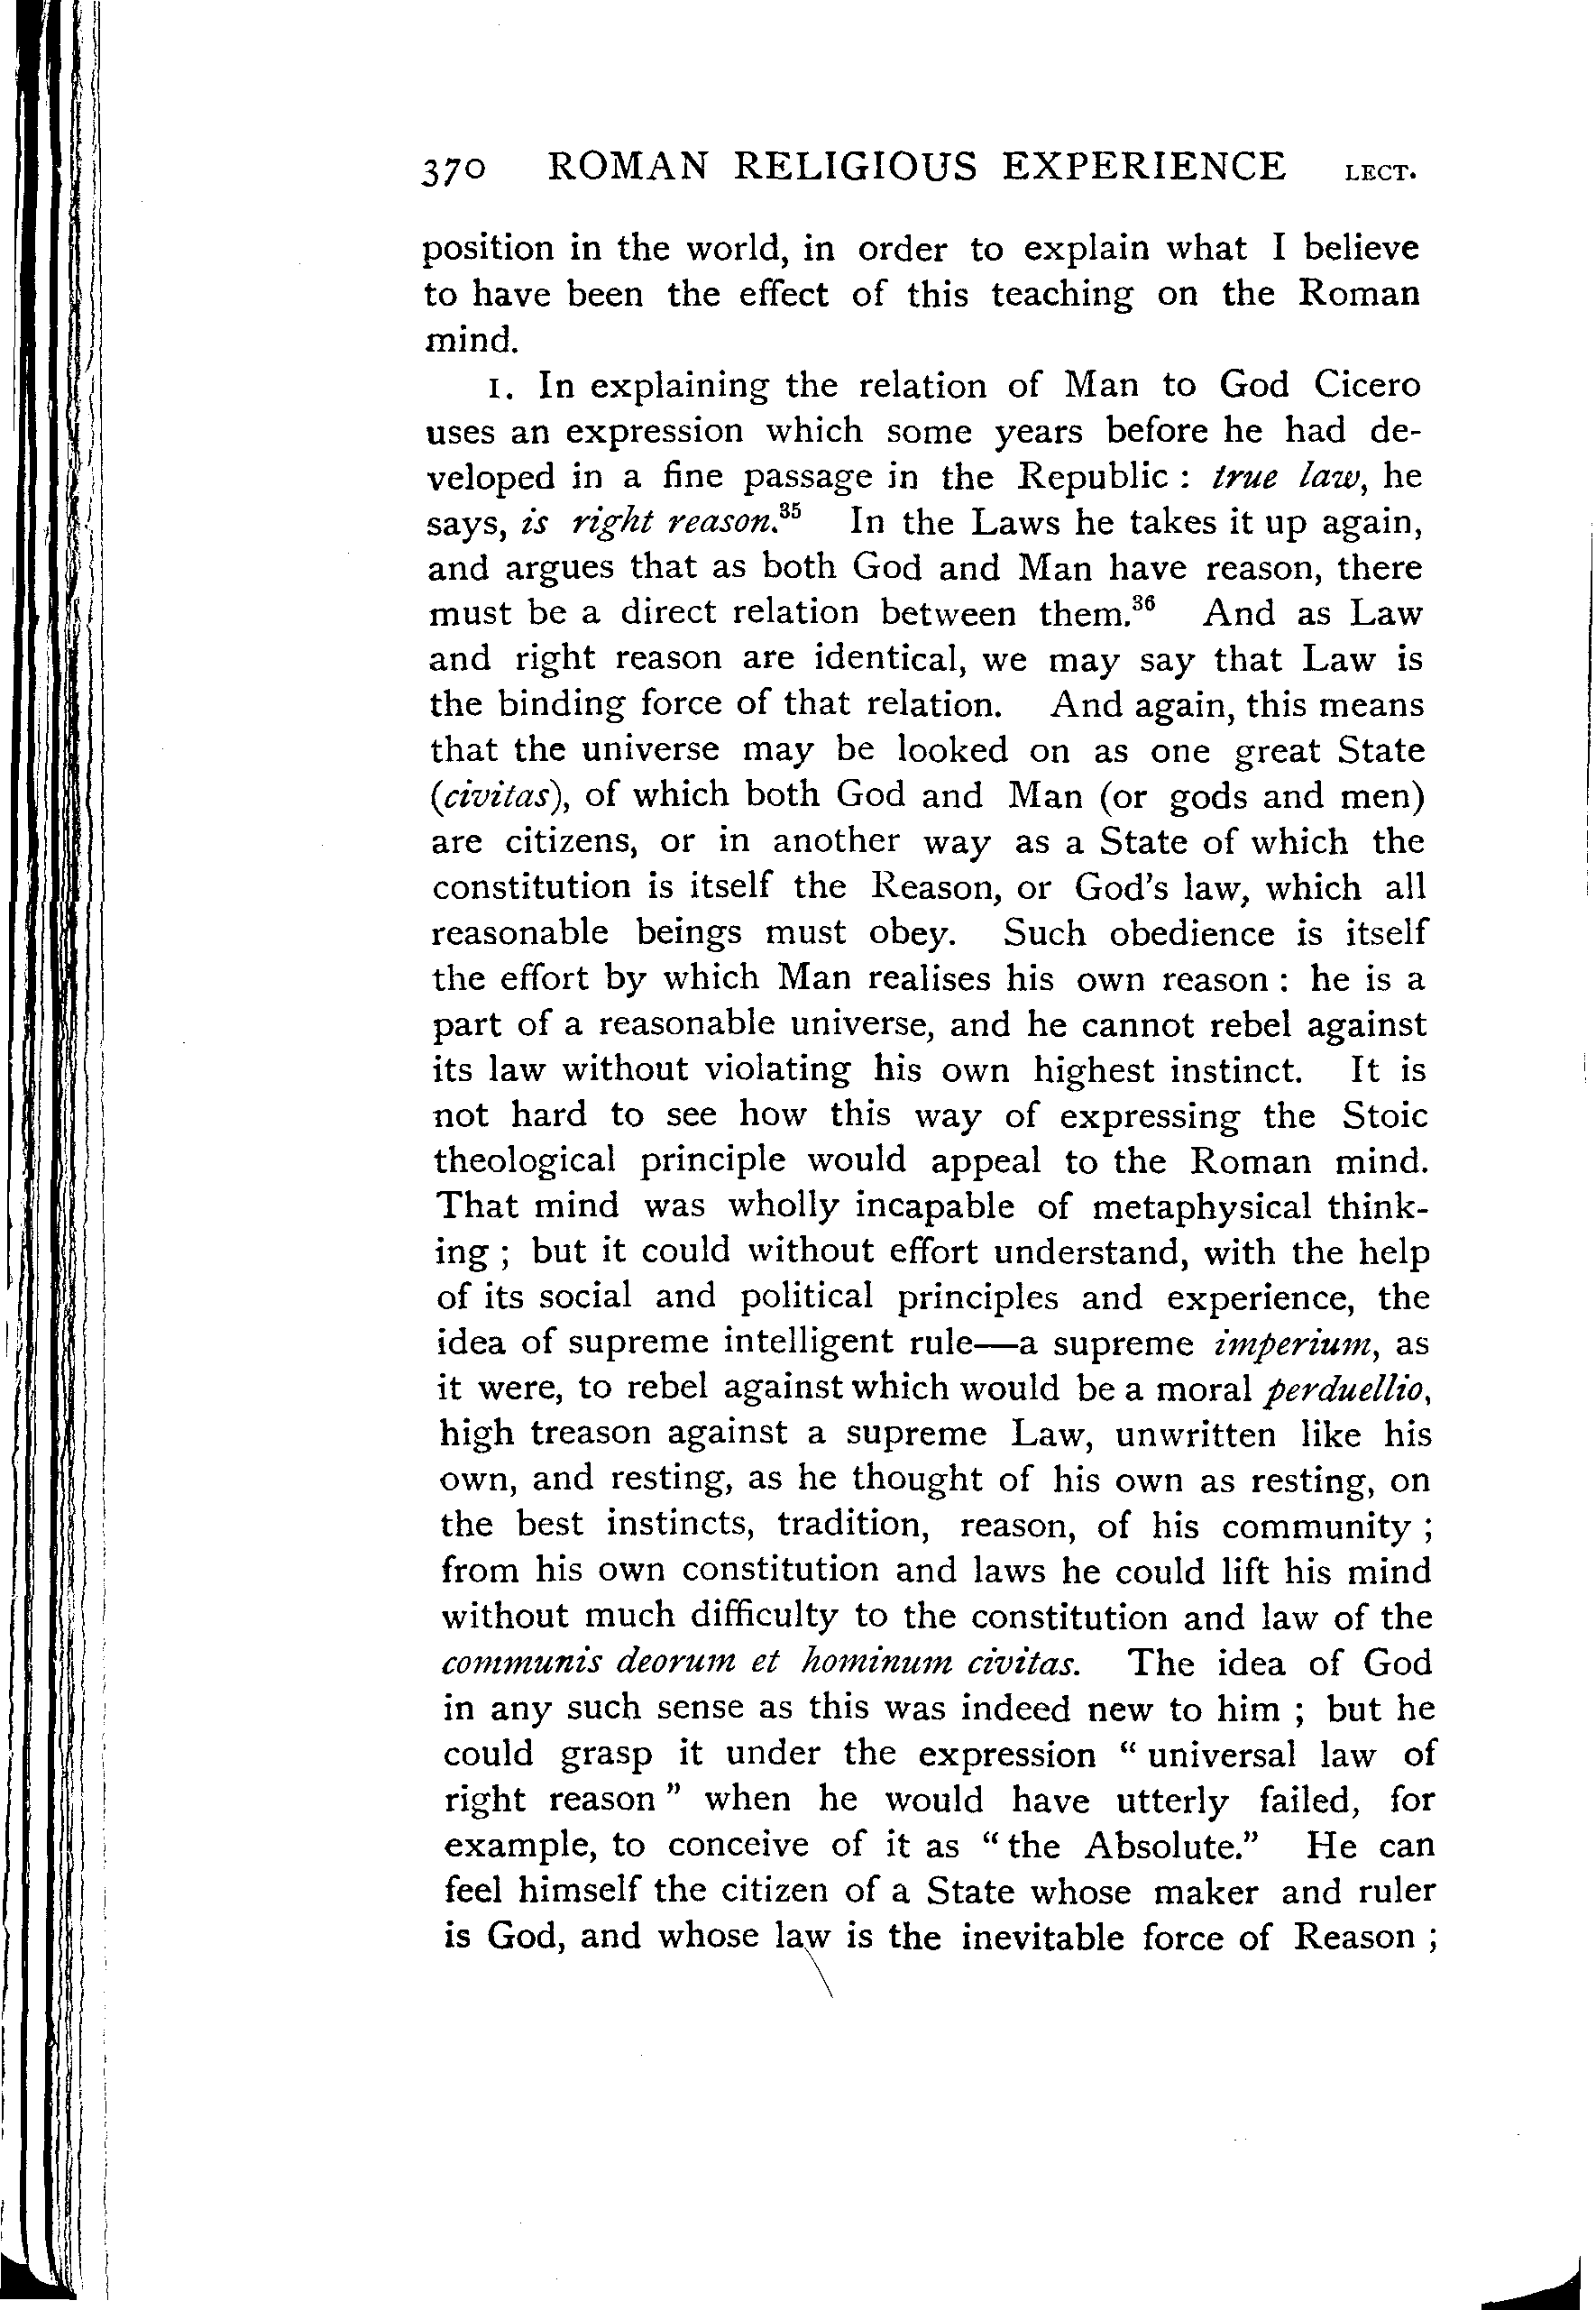 370 ROMAN RELIGIOUS EXPERIENCE LECT.
position in the world, in order to explain what I believe
to have been the effect of this teaching on the Roman
mind.
1. In explaining the relation of Man to God Cicero
uses an expression which some years before he had de-
veloped in a fine passage in the Republic : true law, he
says, is right reason.35 In the Laws he takes it up again,
and argues that as both God and Man have reason, there
must be a direct relation between them.36 And as Law
and right reason are identical, we may say that Law is
the binding force of that relation. And again, this means
that the universe may be looked on as one great State
(civitas), of which both God and Man (or gods and men)
are citizens, or in another way as a State of which the
constitution is itself the Reason, or God's law, which all
reasonable beings must obey. Such obedience is itself
the effort by which Man realises his own reason : he is a
part of a reasonable universe, and he cannot rebel against
its law without violating his own highest instinct. It is
not hard to see how this way of expressing the Stoic
theological principle would appeal to the Roman mind.
That mind was wholly incapable of metaphysical think-
ing ; but it could without effort understand, with the help
of its social and political principles and experience, the
idea of supreme intelligent rule—a supreme imperium, as
it were, to rebel against which would be a moral perduellio,
high treason against a supreme Law, unwritten like his
own, and resting, as he thought of his own as resting, on
the best instincts, tradition, reason, of his community ;
from his own constitution and laws he could lift his mind
without much difficulty to the constitution and law of the
communis deorum et hominum civitas. The idea of God
in any such sense as this was indeed new to him ; but he
could grasp it under the expression " universal law of
right reason " when he would have utterly failed, for
example, to conceive of it as " the Absolute." He can
feel himself the citizen of a State whose maker and ruler
is God, and whose law is the inevitable force of Reason ;